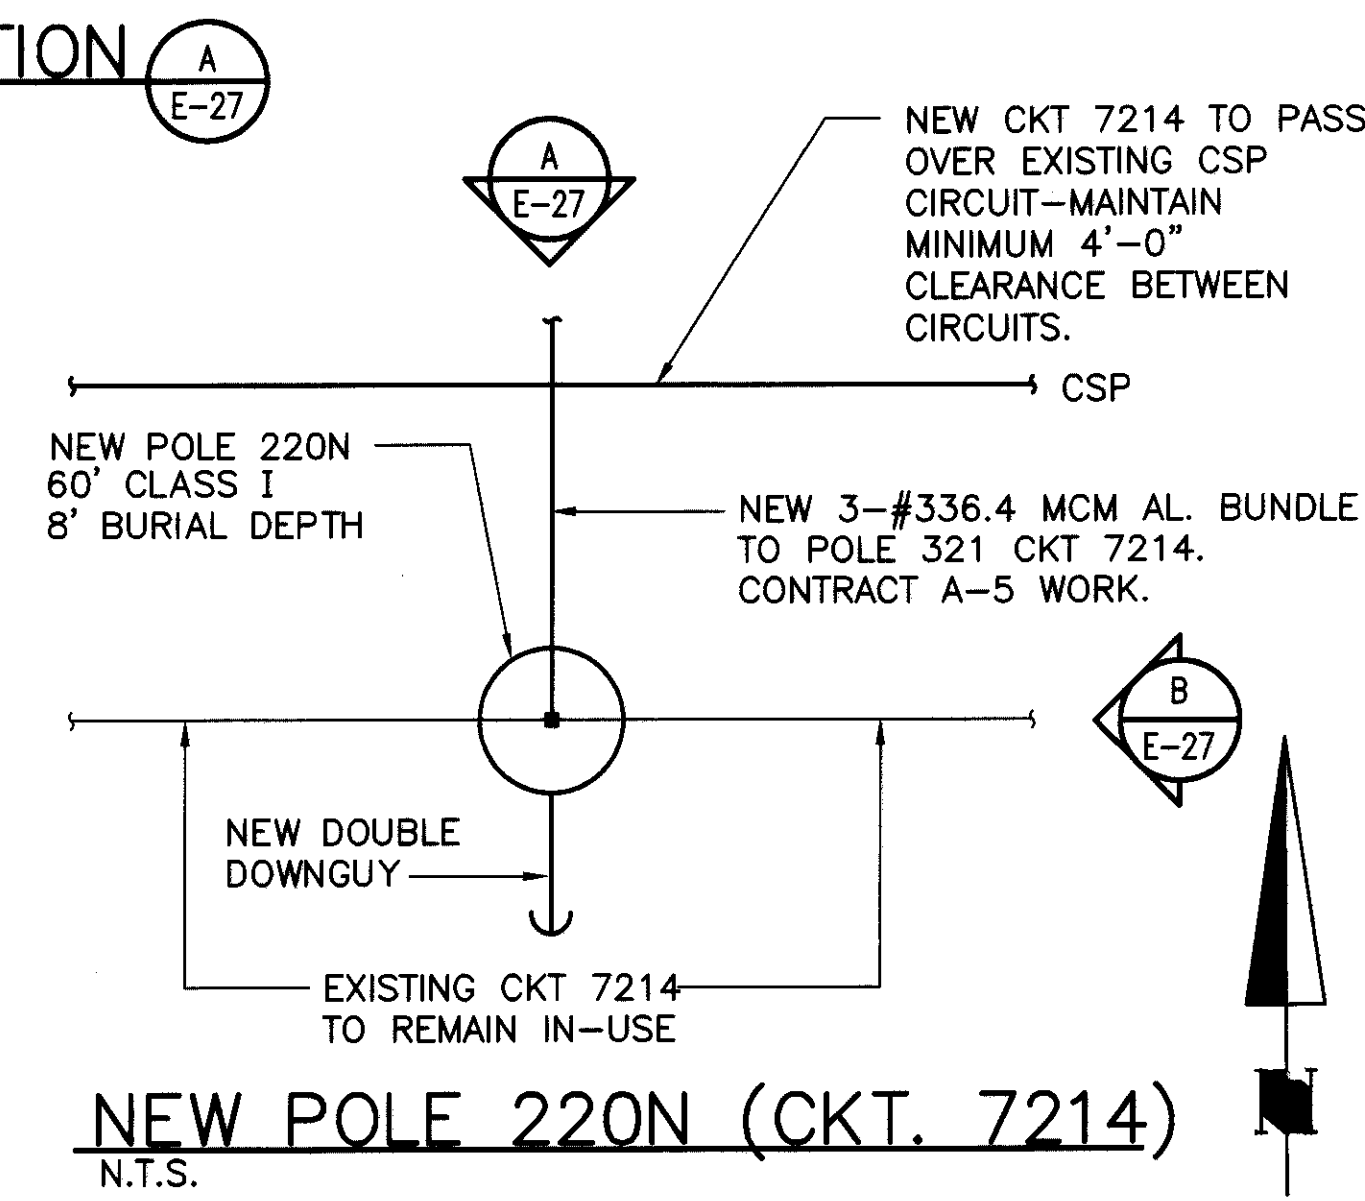 TION
A
E-27
A
E-27
NEW CKT 7214 TO PASS
OVER EXISTING CSP
CIRCUIT-MAINTAIN
MINIMUM 4'-0"
CLEARANCE BETWEEN
CIRCUITS.
CSP
NEW POLE 220N
60' CLASS I
8' BURIAL DEPTH
NEW 3-#336.4 MCM AL. BUNDLE
TO POLE 321 CKT 7214.
CONTRACT A-5 WORK.
B
E-27
NEW DOUBLE
DOWNGUY
EXISTING CKT 7214
TO REMAIN IN-USE
N
NEW POLE 220N (CKT. 7214)
N.T.S.